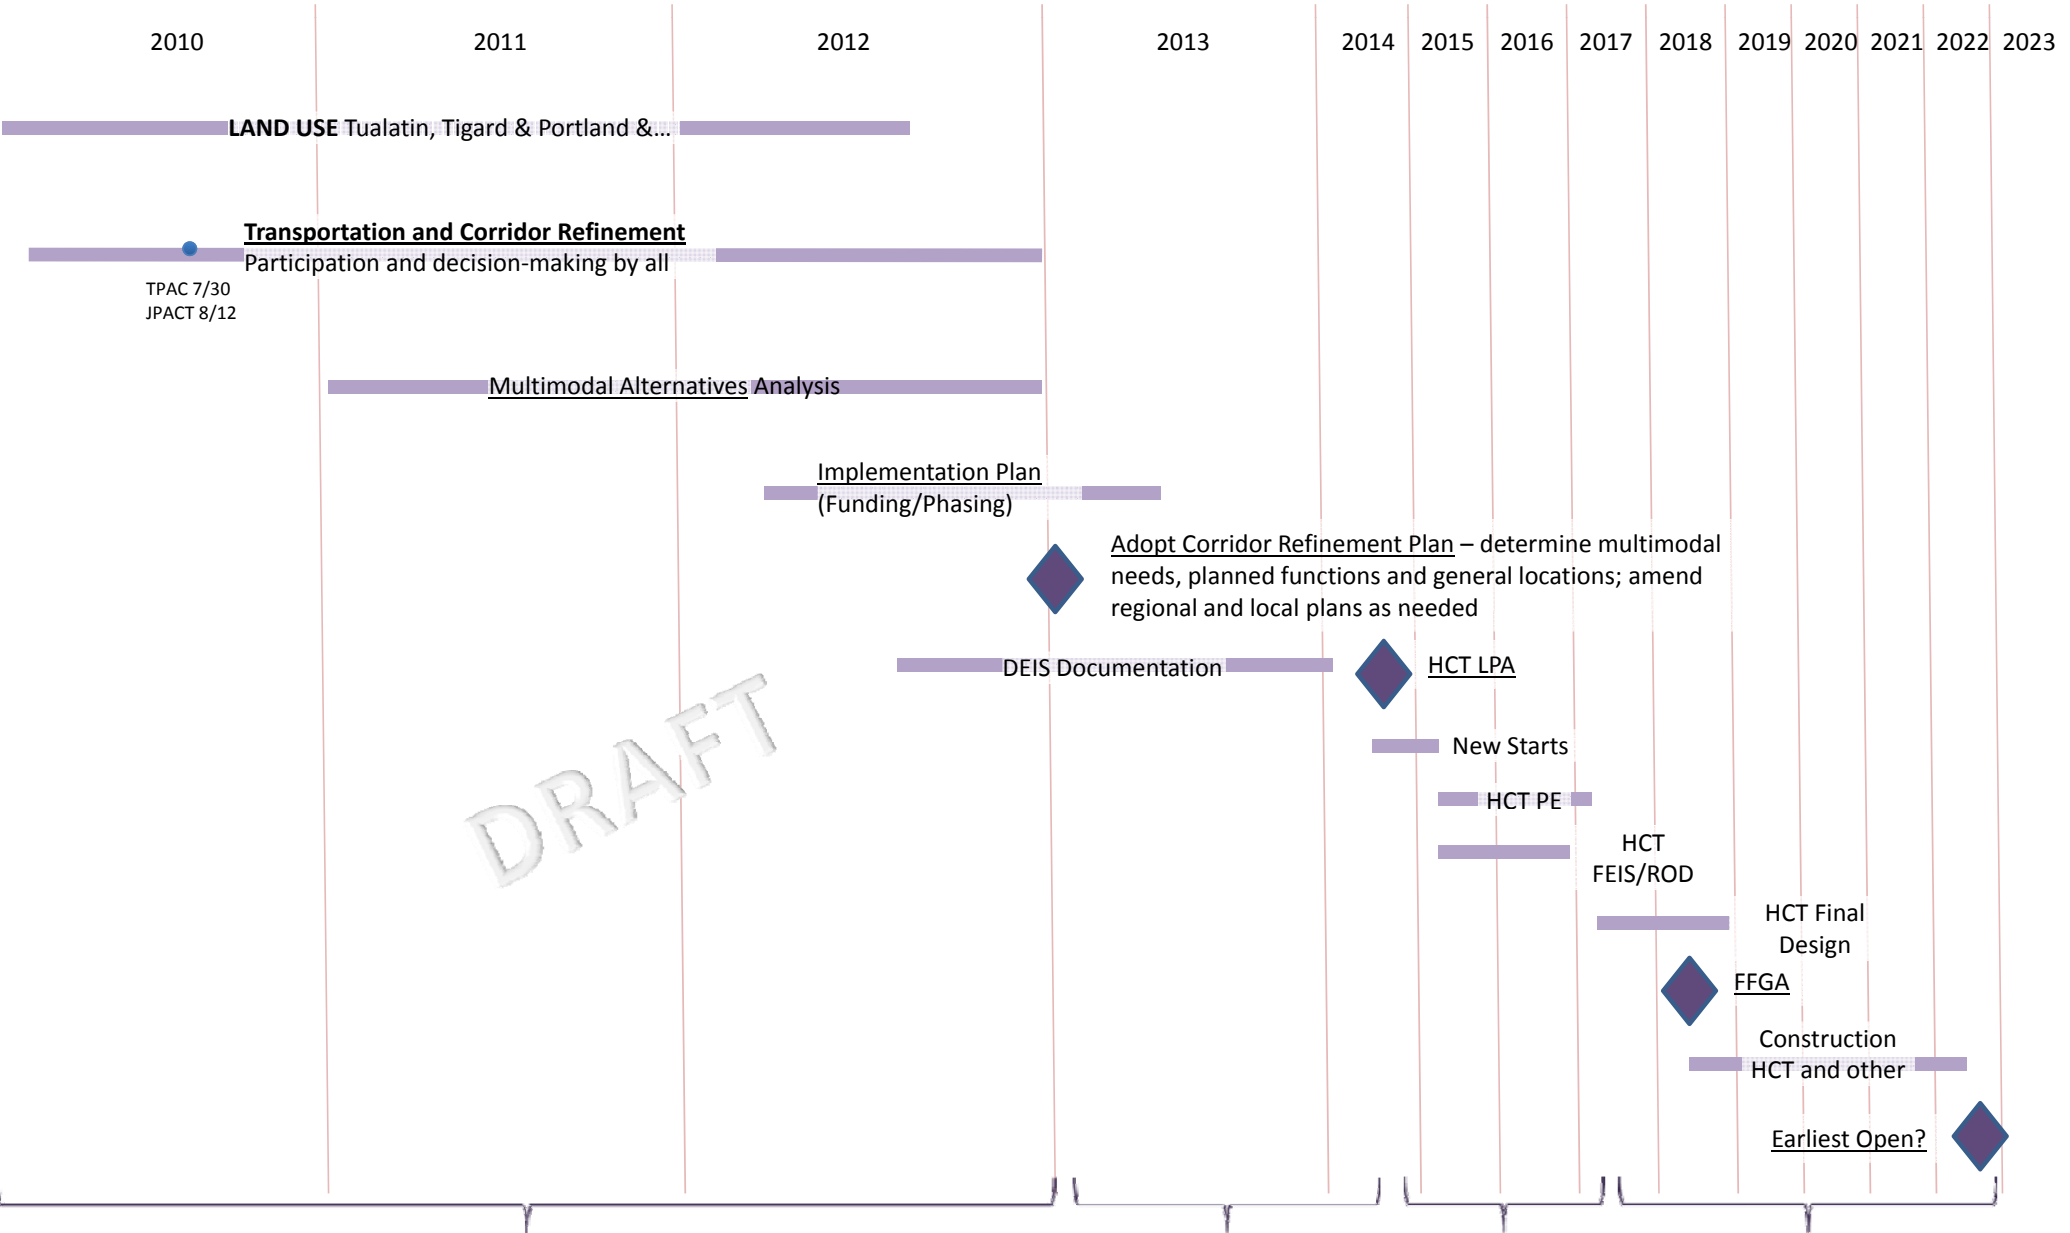 2010 2011 2012 2013 2014 2015 2016 2017 2018 2019 2020 2021 2022 2023
LAND USE Tualatin, Tigard & Portland &...
Transportation and Corridor Refinement
Participation and decision-making by all
TPAC 7/30
JPACT 8/12
Multimodal Alternatives Analysis
Implementation Plan
(Funding/Phasing)
Adopt Corridor Refinement Plan – determine multimodal
needs, planned functions and general locations; amend
regional and local plans as needed
DEIS Documentation
HCT LPA
New Starts
DRAFT
HCT PE
HCT
FEIS/ROD
HCT Final
Design
FFGA
Construction
HCT and other
Earliest Open?